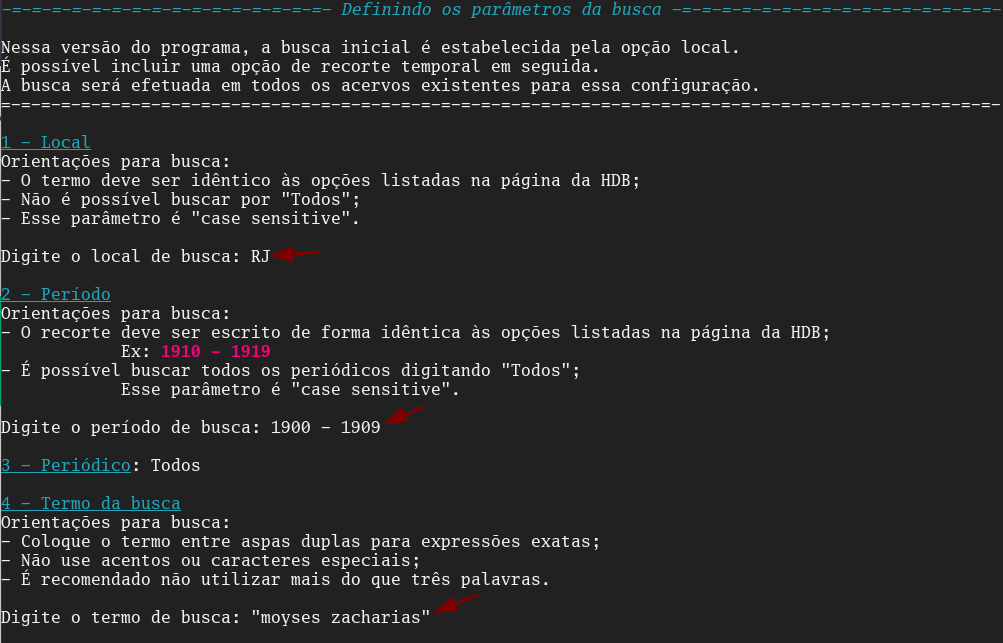 -=-=-=-=-=-=-=-=-=-=-=-=-=-=-=-=- Definindo os parâmetros da busca -=-=-=-=-=-=-=-=-=-=-=-=-=-=-=-=-
Nessa versão do programa, a busca inicial é estabelecida pela opção local.
É possível incluir uma opção de recorte temporal em seguida.
A busca será efetuada em todos os acervos existentes para essa configuração.
=-=-=-=-=-=-=-=-=-=-=-=-=-=-=-=-=-=-=-=-=-=-=-=-=-=-=-=-=-=-=-=-=-=-=-=-=-=-=-=-=-=-=-=-=-=-=-=-=-=-=-
1 - Local
Orientações para busca:
- O termo deve ser idêntico às opções listadas na página da HDB;
- Não é possível buscar por "Todos";
- Esse parâmetro é "case sensitive".
Digite o local de busca: RJ
2 - Período
Orientações para busca:
- O recorte deve ser escrito de forma idêntica às opções listadas na página da HDB;
Ex: 1910 - 1919
- É possível buscar todos os periódicos digitando "Todos";
Esse parâmetro é "case sensitive".
Digite o período de busca: 1900 - 1909
3 - Periódico: Todos
4 - Termo da busca
Orientações para busca:
- Coloque o termo entre aspas duplas para expressões exatas;
- Não use acentos ou caracteres especiais;
- É recomendado não utilizar mais do que três palavras.
Digite o termo de busca: "moyses zacharias"